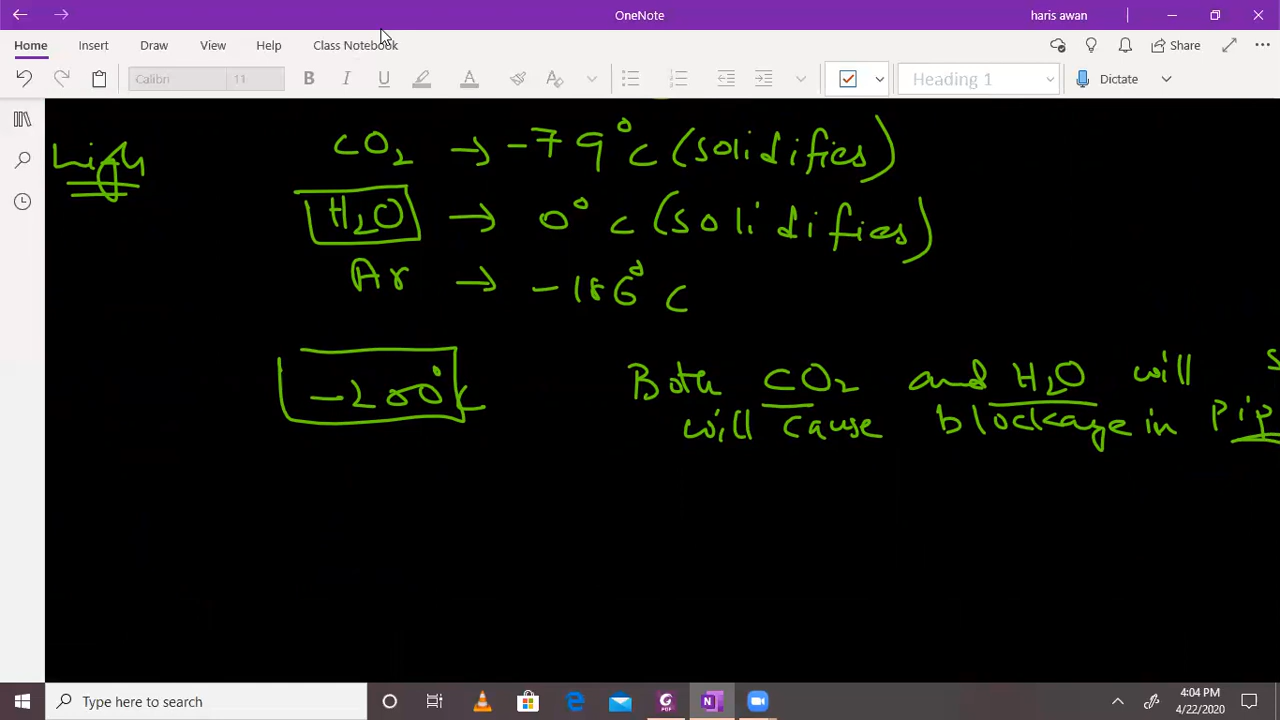 OneNote
haris awan
Home Insert Draw View Help Class Notebook
Share
Calibri 11
B I U
Heading 1
Dictate
High
CO2 → -79°C (solidifies)
H2O → 0°C (solidifies)
Ar → -186°C
-200°C
Both CO2 and H2O will S
will cause blockage in Pip
Type here to search
4:04 PM
4/22/2020